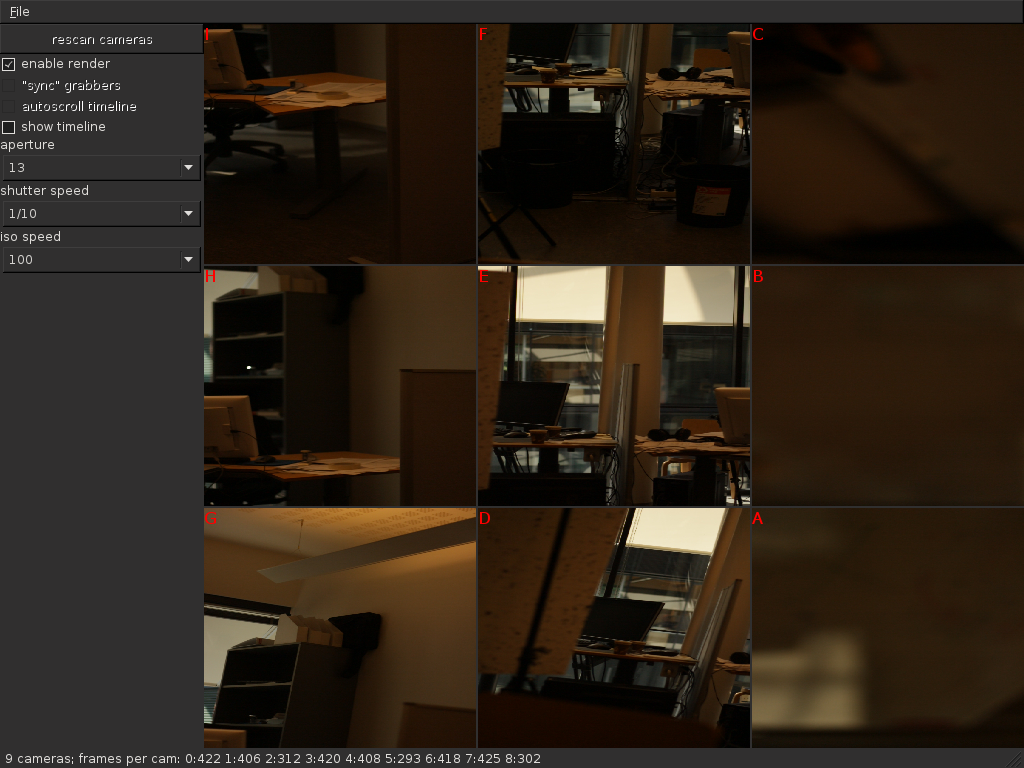 File
rescan cameras
enable render
"sync" grabbers
autoscroll timeline
show timeline
aperture
13
shutter speed
1/10
iso speed
100
I
F
C
H
E
B
G
D
A
9 cameras; frames per cam: 0:422 1:406 2:312 3:420 4:408 5:293 6:418 7:425 8:302